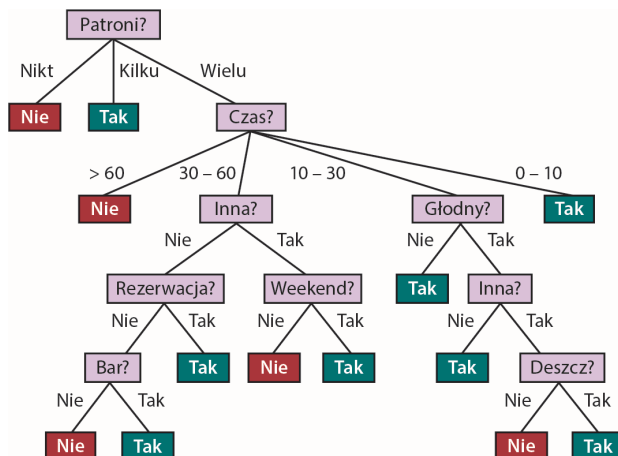 Patroni?
Nikt Kilku Wielu
Nie Tak Czas?
> 60 30 – 60 10 – 30 0 – 10
Nie Inna? Głodny? Tak
Nie Tak Nie Tak
Rezerwacja? Weekend? Tak Inna?
Nie Tak Nie Tak Nie Tak
Bar? Tak Nie Tak Tak Deszcz?
Nie Tak Nie Tak
Nie Tak Nie Tak